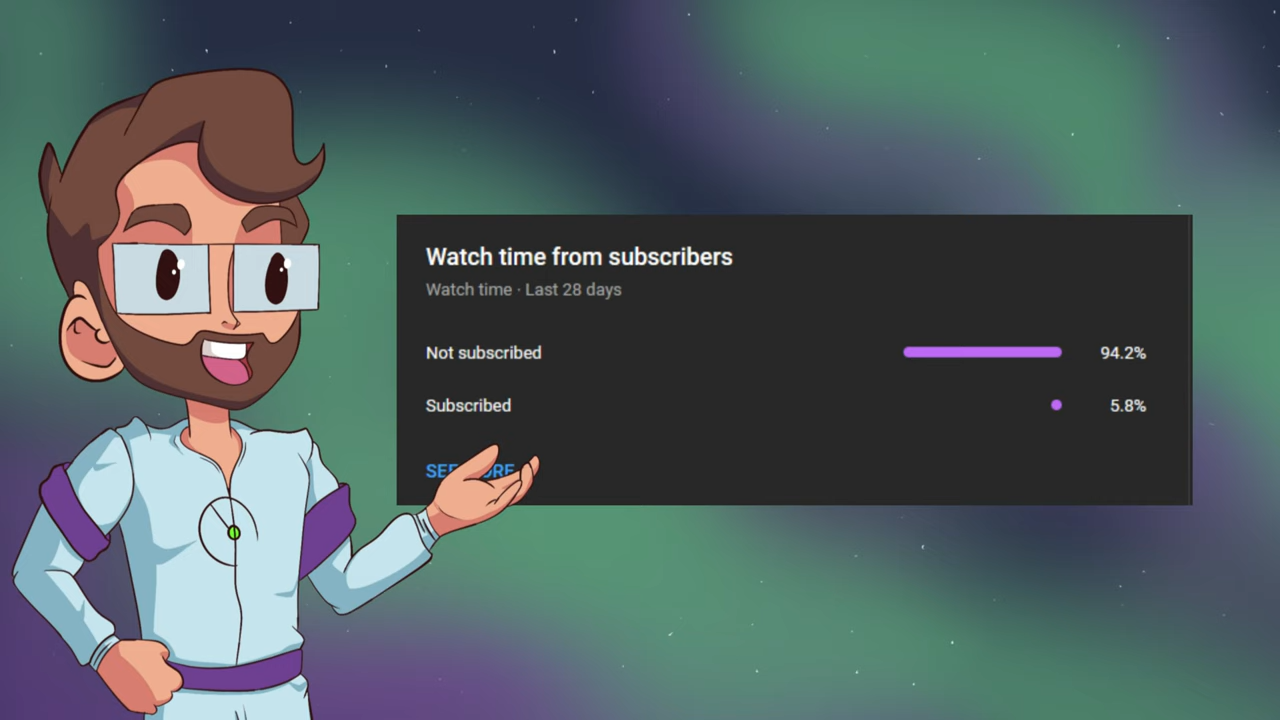 Watch time from subscribers
Watch time · Last 28 days
Not subscribed 94.2%
Subscribed 5.8%